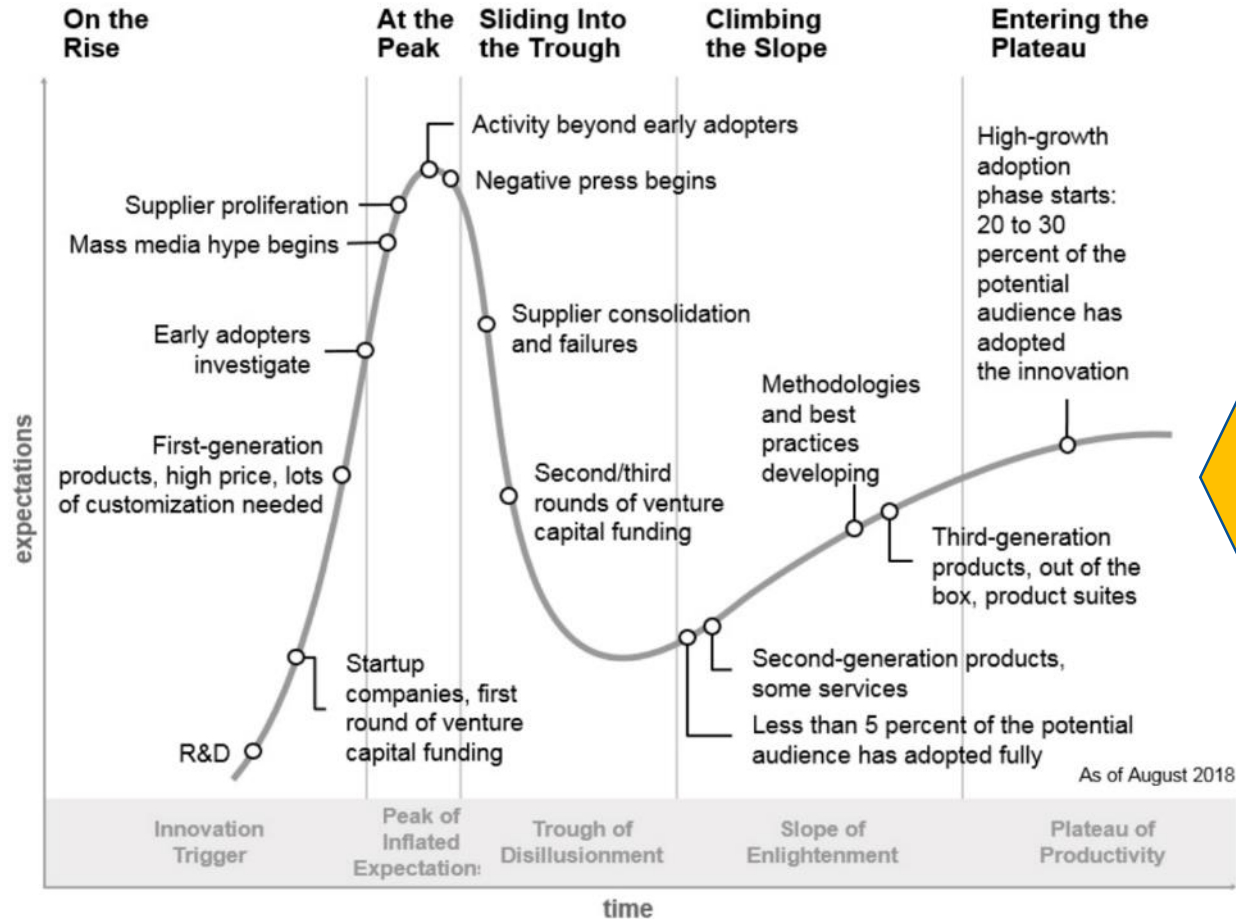 On the
Rise
At the
Peak
Sliding Into
the Trough
Climbing
the Slope
Entering the
Plateau
Activity beyond early adopters
Negative press begins
Supplier proliferation
Mass media hype begins
Early adopters
investigate
First-generation
products, high price, lots
of customization needed
Startup
companies, first
round of venture
capital funding
R&D
Supplier consolidation
and failures
Second/third
rounds of venture
capital funding
Methodologies
and best
practices
developing
Third-generation
products, out of the
box, product suites
Second-generation products,
some services
Less than 5 percent of the potential
audience has adopted fully
High-growth
adoption
phase starts:
20 to 30
percent of the
potential
audience has
adopted
the innovation
As of August 2018
expectations
Innovation
Trigger
Peak of
Inflated
Expectations
Trough of
Disillusionment
Slope of
Enlightenment
Plateau of
Productivity
time